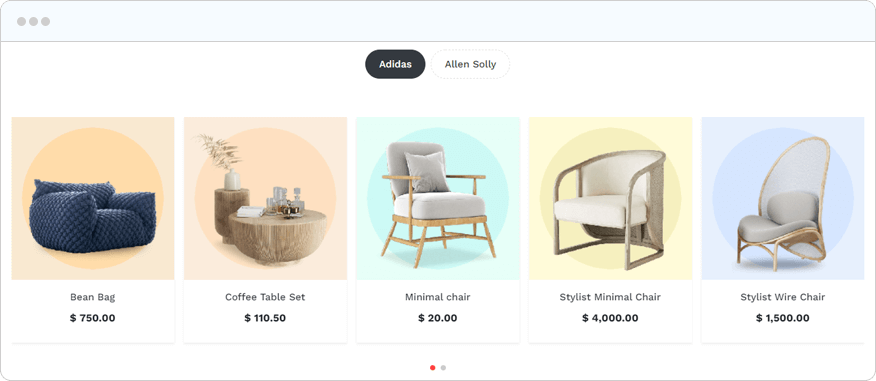 Adidas
Allen Solly
Bean Bag
$ 750.00
Coffee Table Set
$ 110.50
Minimal chair
$ 20.00
Stylist Minimal Chair
$ 4,000.00
Stylist Wire Chair
$ 1,500.00